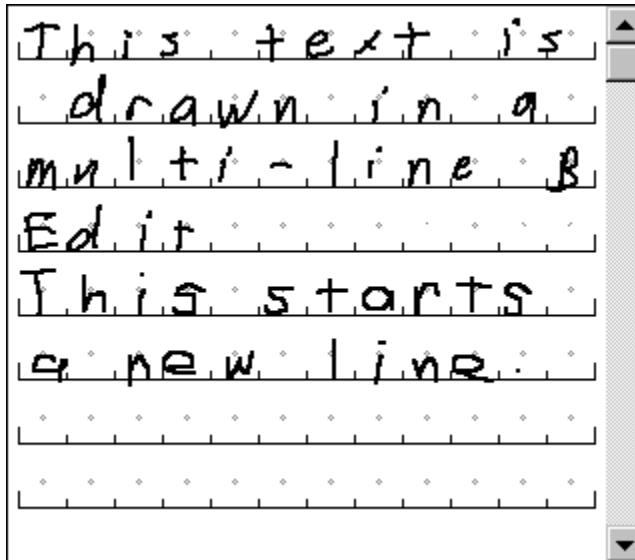 This text is
drawn in a
multi-line B
Edit
This starts
a new line.